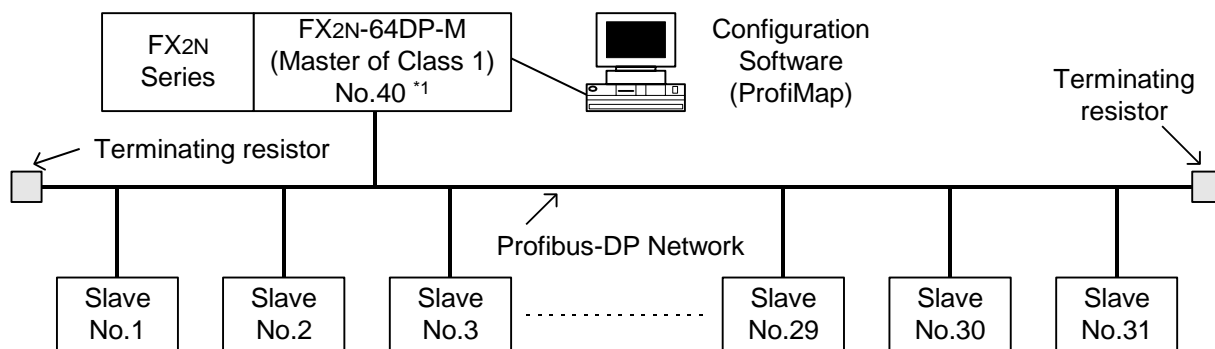 FX2N
Series
FX2N-64DP-M
(Master of Class 1)
No.40 *1
Configuration
Software
(ProfiMap)
Terminating
resistor
Terminating resistor
Profibus-DP Network
Slave
No.1
Slave
No.2
Slave
No.3
Slave
No.29
Slave
No.30
Slave
No.31